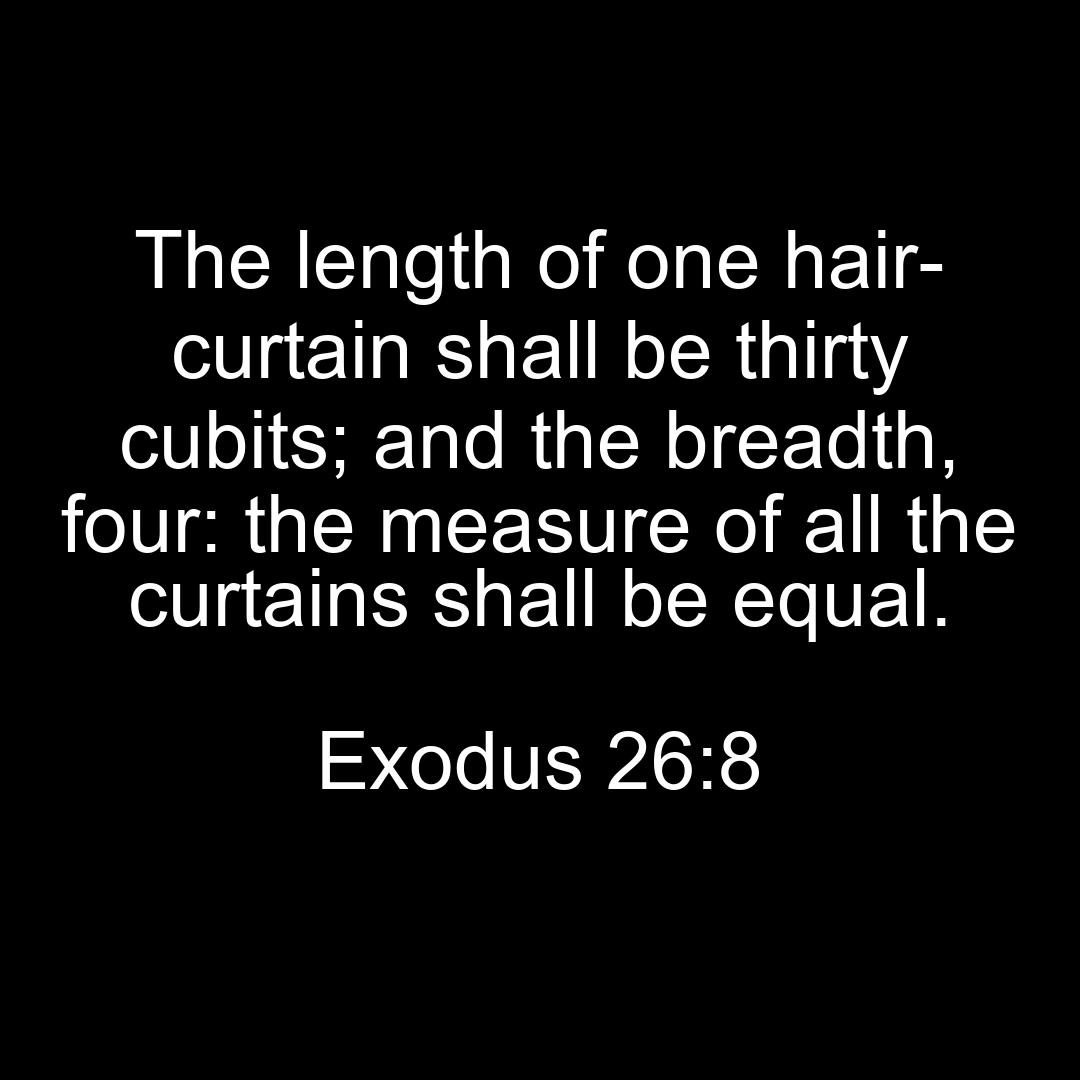 The length of one hair-
curtain shall be thirty
cubits; and the breadth,
four: the measure of all the
curtains shall be equal.
Exodus 26:8